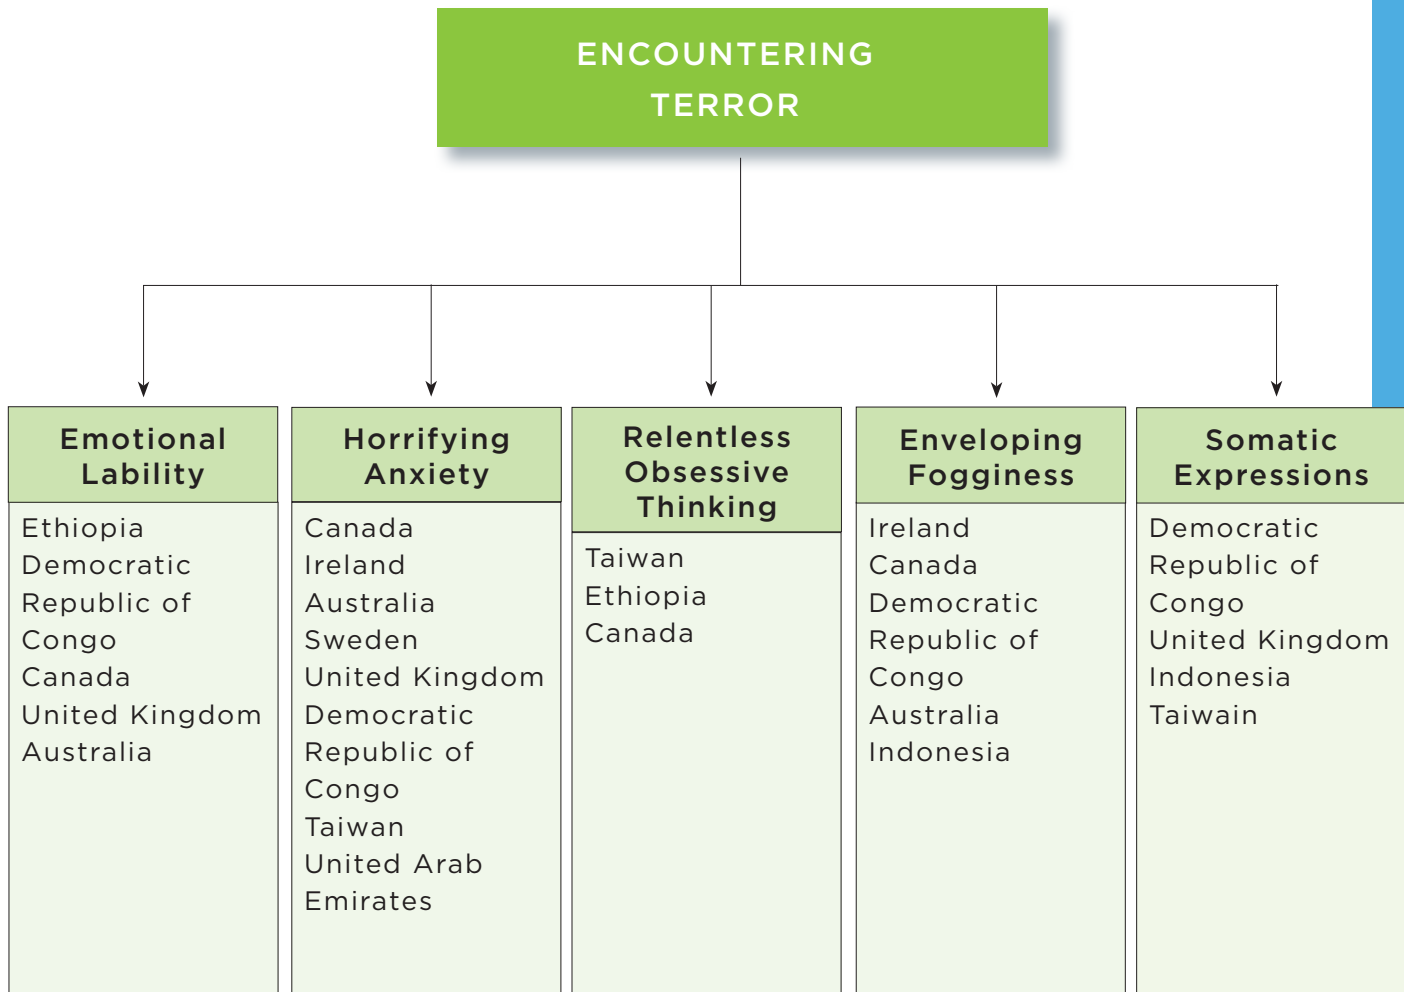 ENCOUNTERING
TERROR
Emotional
Lability
Ethiopia
Democratic
Republic of
Congo
Canada
United Kingdom
Australia
Horrifying
Anxiety
Canada
Ireland
Australia
Sweden
United Kingdom
Democratic
Republic of
Congo
Taiwan
United Arab
Emirates
Relentless
Obsessive
Thinking
Taiwan
Ethiopia
Canada
Enveloping
Fogginess
Ireland
Canada
Democratic
Republic of
Congo
Australia
Indonesia
Somatic
Expressions
Democratic
Republic of
Congo
United Kingdom
Indonesia
Taiwain